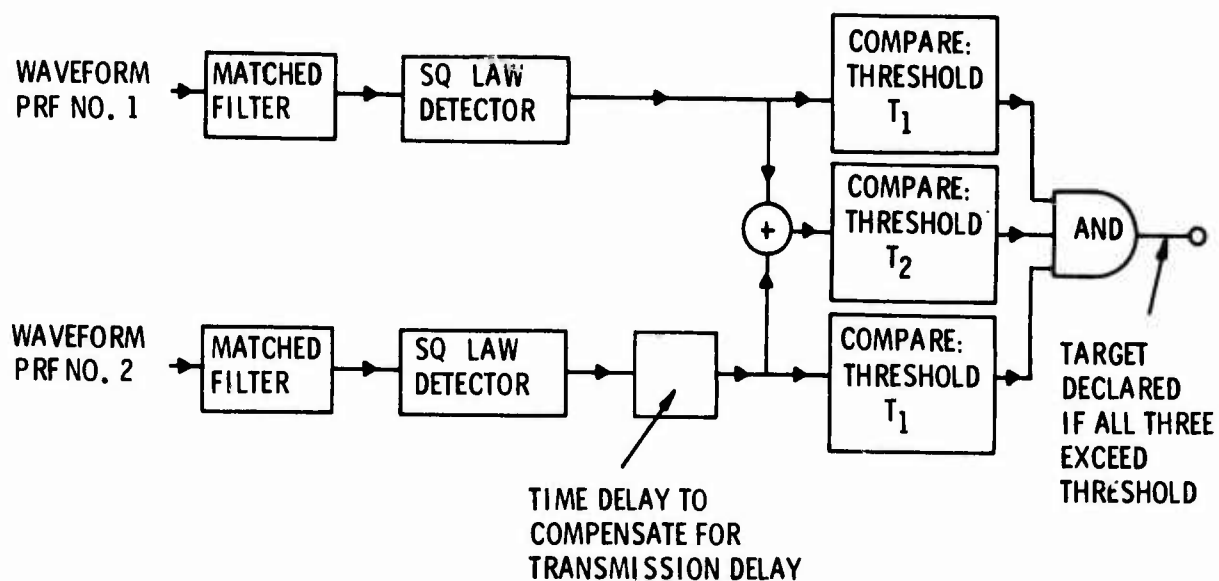 WAVEFORM
PRF NO. 1
MATCHED
FILTER
SQ LAW
DETECTOR
COMPARE:
THRESHOLD
T1
+
COMPARE:
THRESHOLD
T2
AND
WAVEFORM
PRF NO. 2
MATCHED
FILTER
SQ LAW
DETECTOR
COMPARE:
THRESHOLD
T1
TARGET
DECLARED
IF ALL THREE
EXCEED
THRESHOLD
TIME DELAY TO
COMPENSATE FOR
TRANSMISSION DELAY